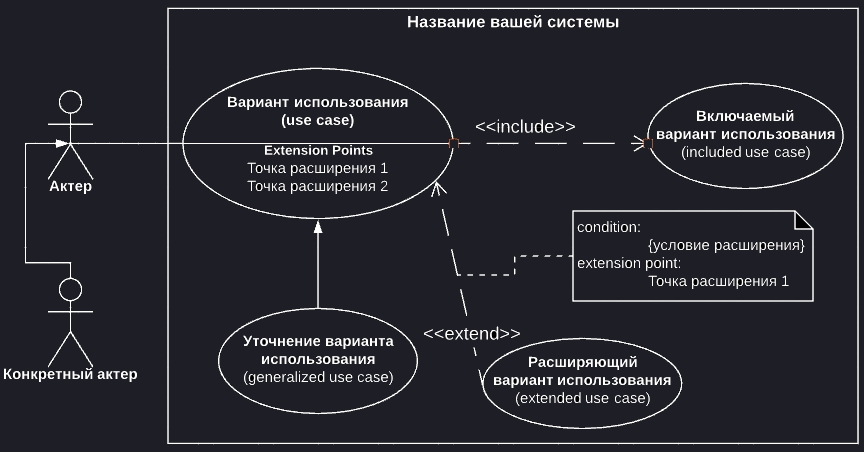 Название вашей системы
Вариант использования
(use case)
Extension Points
Точка расширения 1
Точка расширения 2
<<include>>
Включаемый
вариант использования
(included use case)
Актер
condition:
{условие расширения}
extension point:
Точка расширения 1
<<extend>>
Уточнение варианта
использования
(generalized use case)
Расширяющий
вариант использования
(extended use case)
Конкретный актер